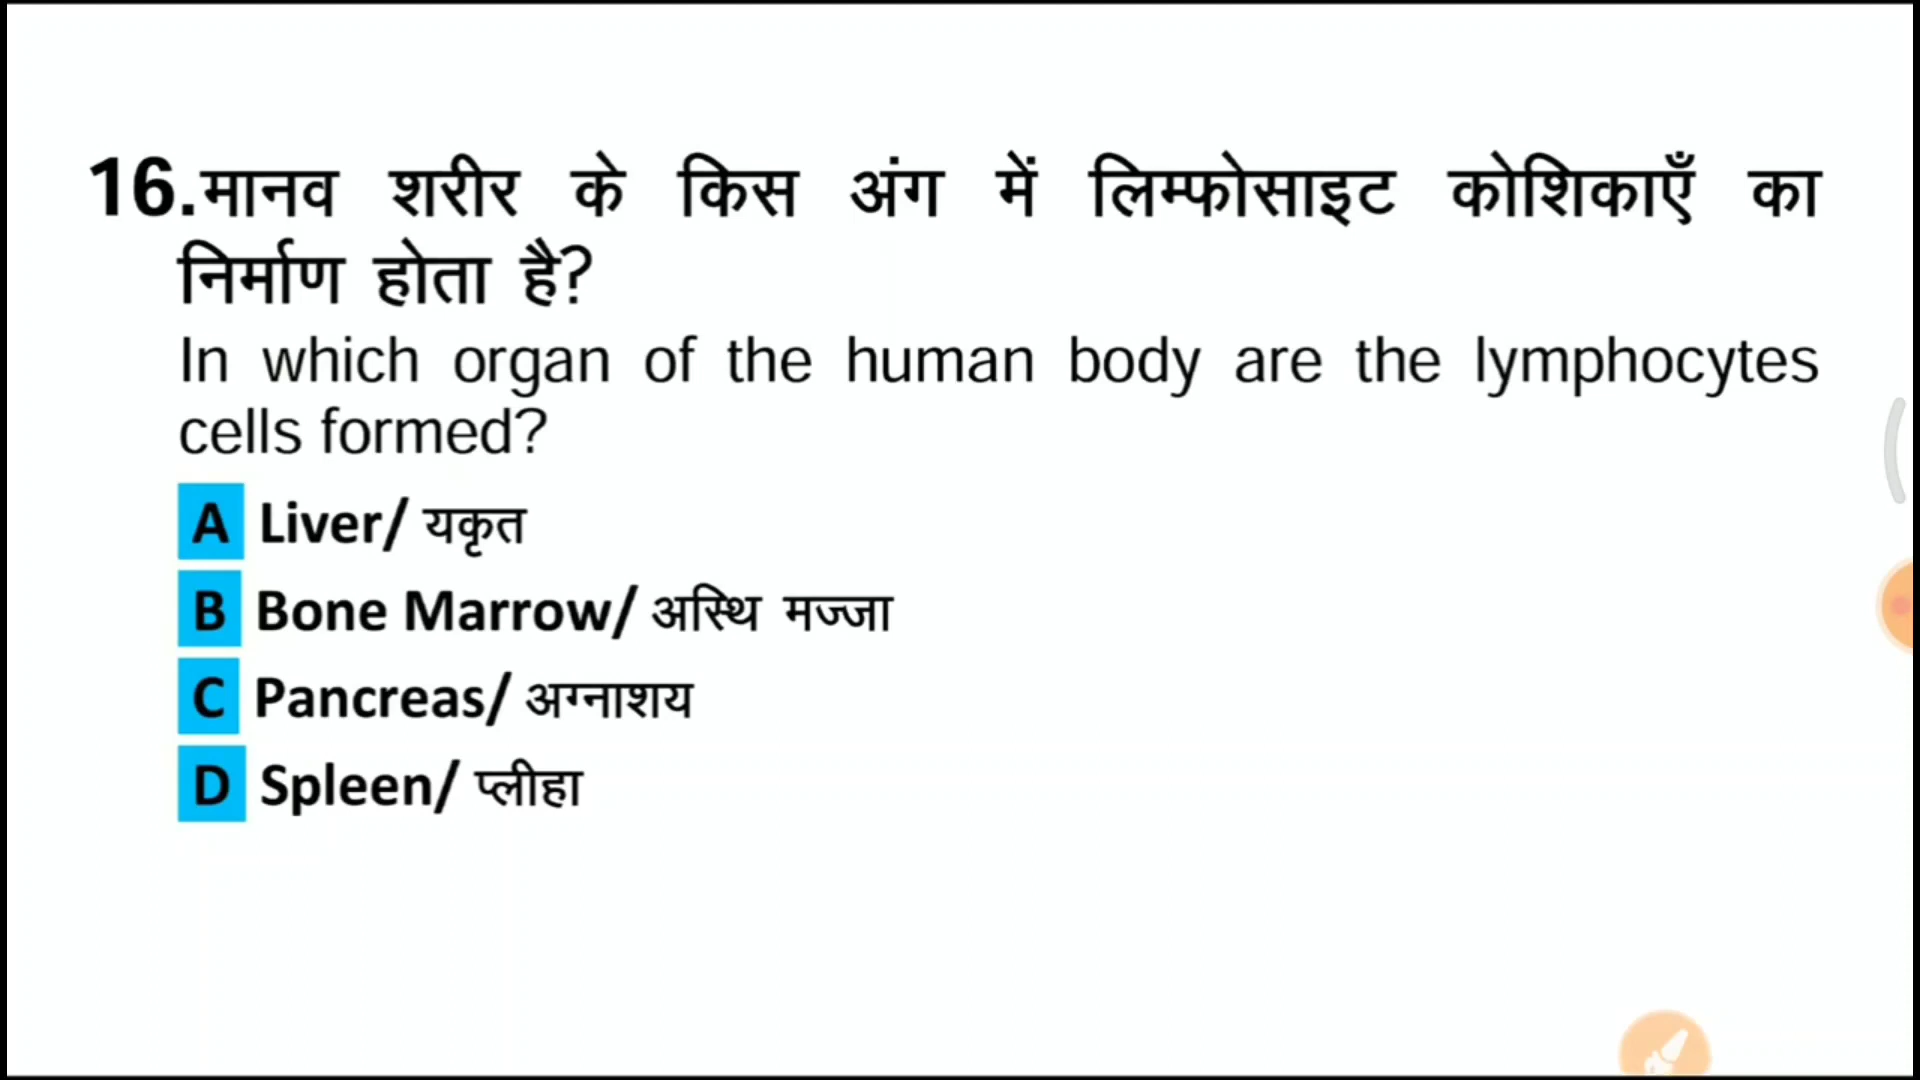 16.मानव शरीर के किस अंग में लिम्फोसाइट कोशिकाएँ का
निर्माण होता है?
In which organ of the human body are the lymphocytes
cells formed?
A Liver/ यकृत
B Bone Marrow/ अस्थि मज्जा
C Pancreas/ अग्नाशय
D Spleen/ प्लीहा